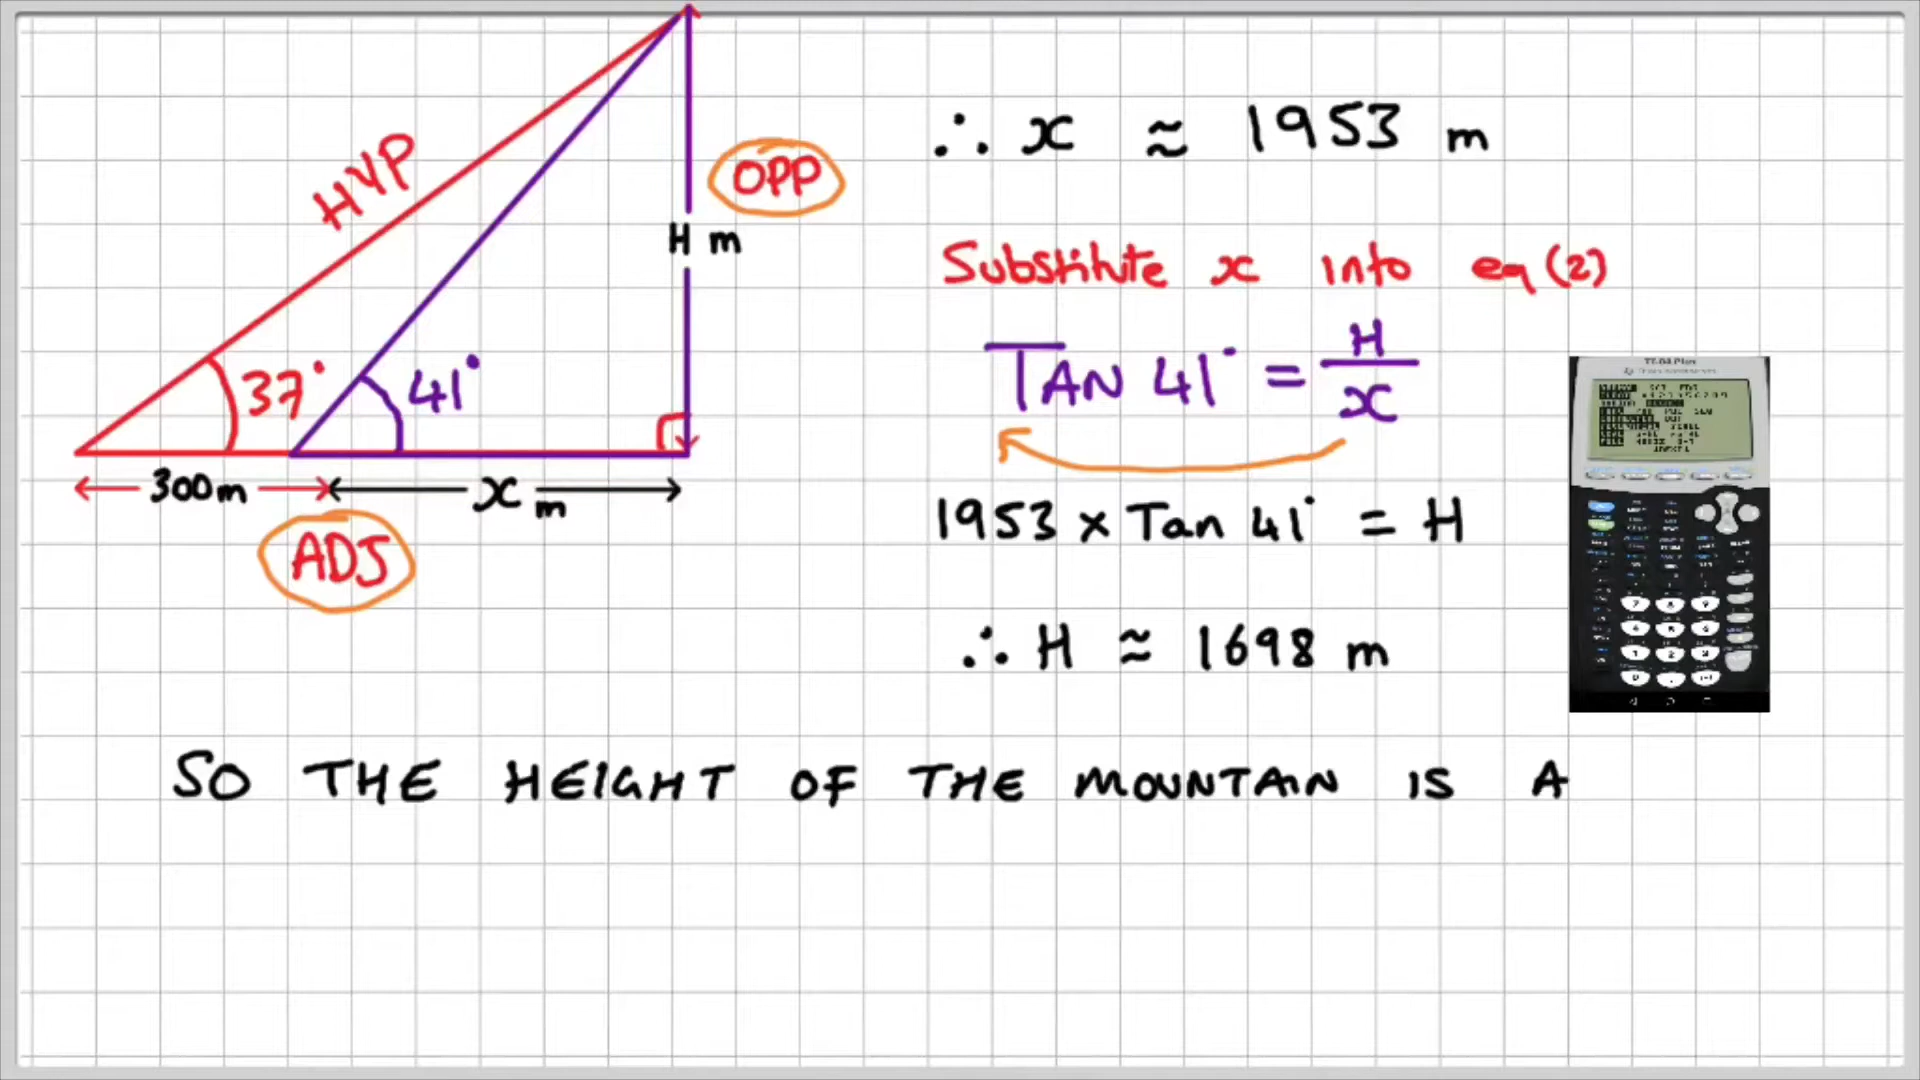 HYP
OPP
H m
37°
41°
300m
x m
ADJ
∴ x ≈ 1953 m
Substitute x into eq (2)
TAN 41° = H/x
1953 × Tan 41° = H
∴ H ≈ 1698 m
SO THE HEIGHT OF THE MOUNTAIN IS A